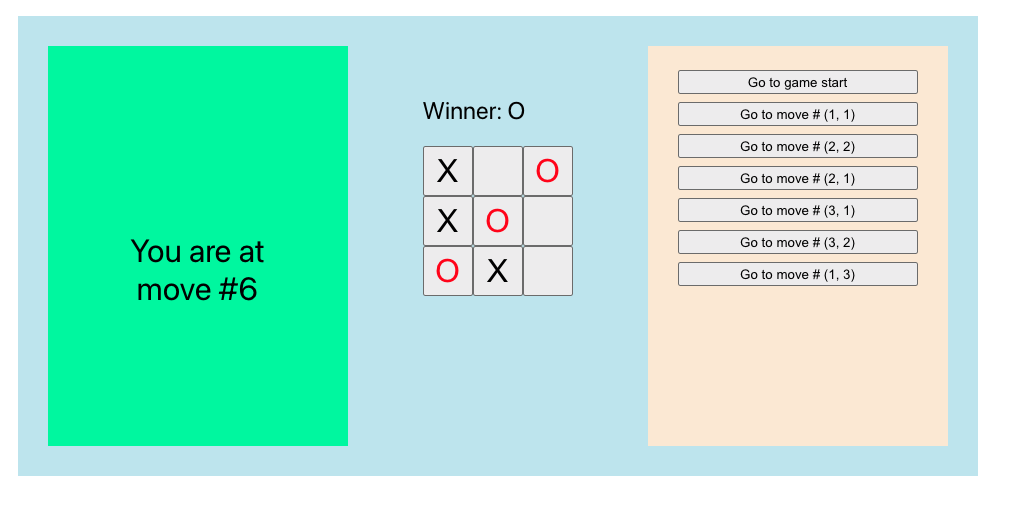 You are at
move #6
Winner: O
X O
X O
O X
Go to game start
Go to move # (1, 1)
Go to move # (2, 2)
Go to move # (2, 1)
Go to move # (3, 1)
Go to move # (3, 2)
Go to move # (1, 3)